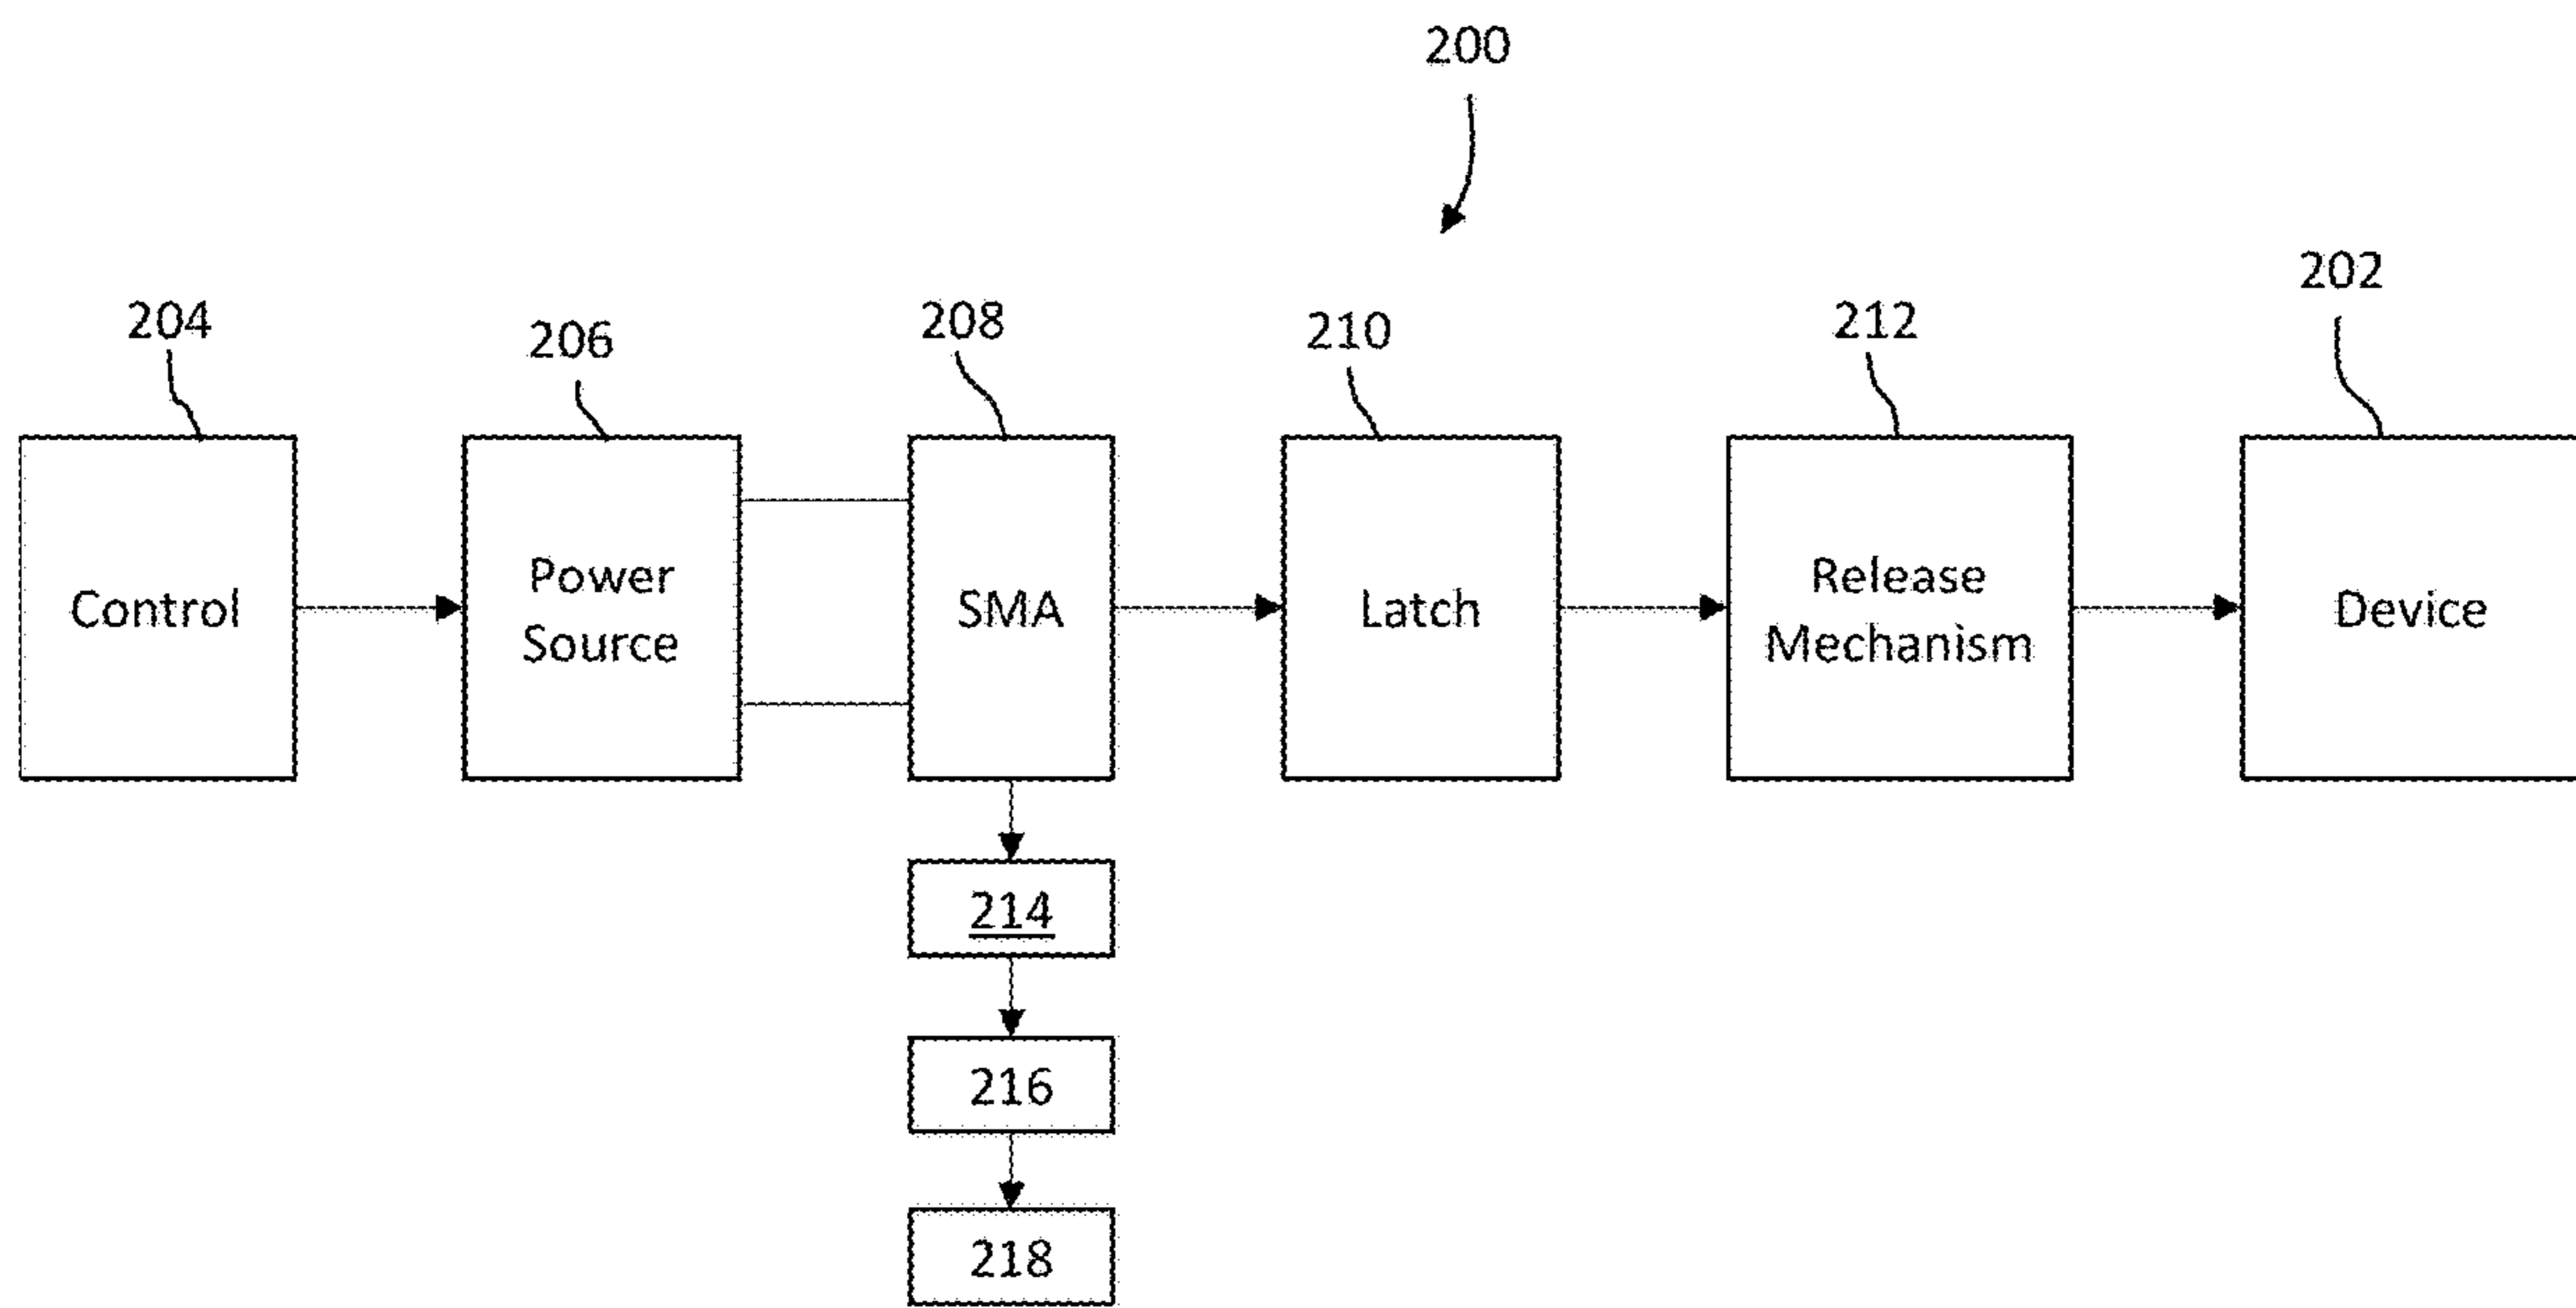 200
202
204
206
208
210
212
Control
Power
Source
SMA
Latch
Release
Mechanism
Device
214
216
218